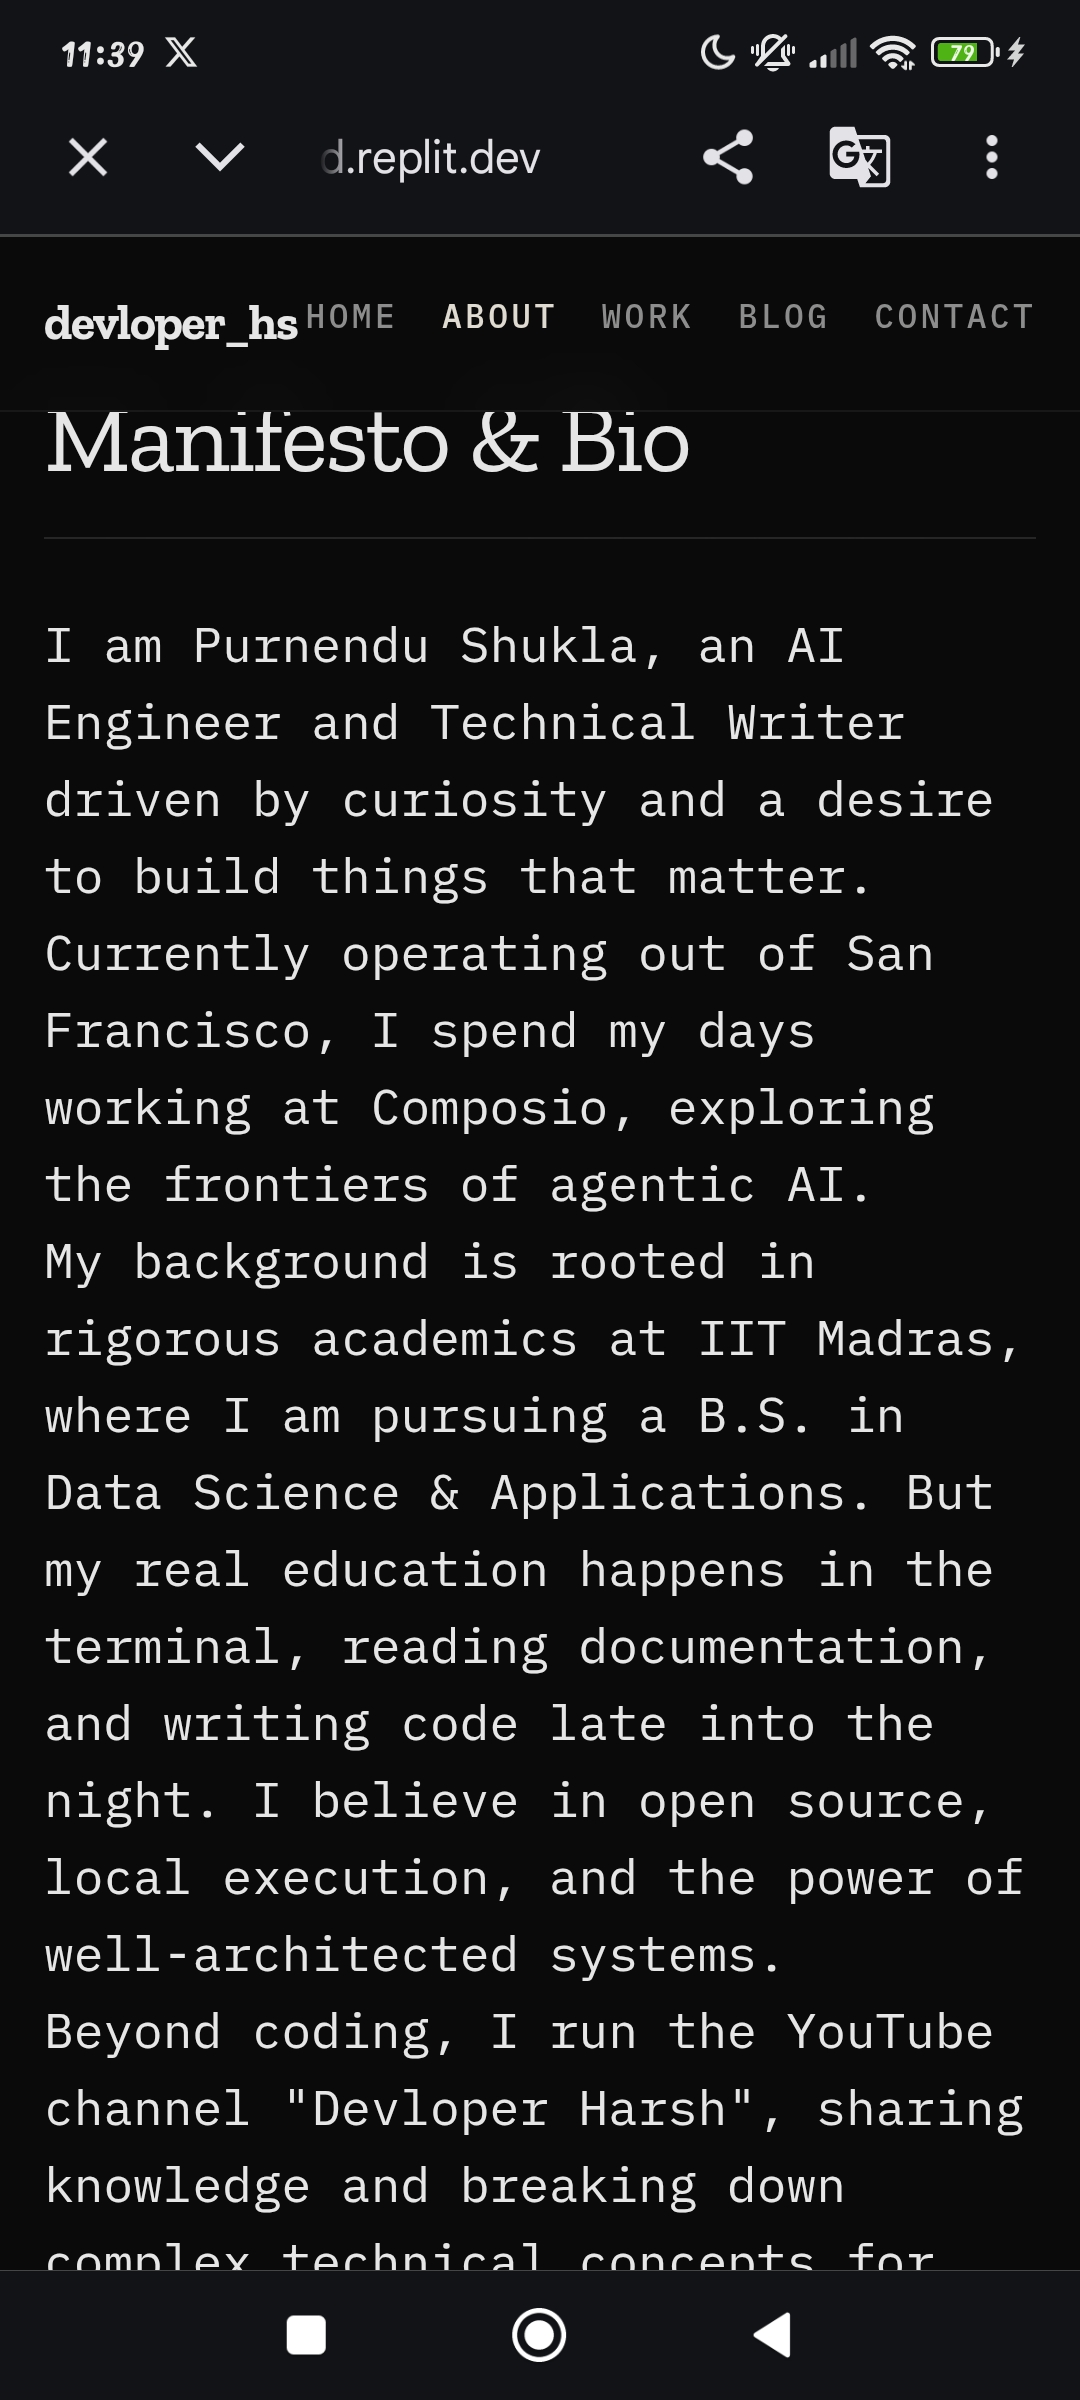 11:39
79
d.replit.dev
devloper_hs HOME ABOUT WORK BLOG CONTACT
Manifesto & Bio
I am Purnendu Shukla, an AI
Engineer and Technical Writer
driven by curiosity and a desire
to build things that matter.
Currently operating out of San
Francisco, I spend my days
working at Composio, exploring
the frontiers of agentic AI.
My background is rooted in
rigorous academics at IIT Madras,
where I am pursuing a B.S. in
Data Science & Applications. But
my real education happens in the
terminal, reading documentation,
and writing code late into the
night. I believe in open source,
local execution, and the power of
well-architected systems.
Beyond coding, I run the YouTube
channel "Devloper Harsh", sharing
knowledge and breaking down
complex technical concepts for